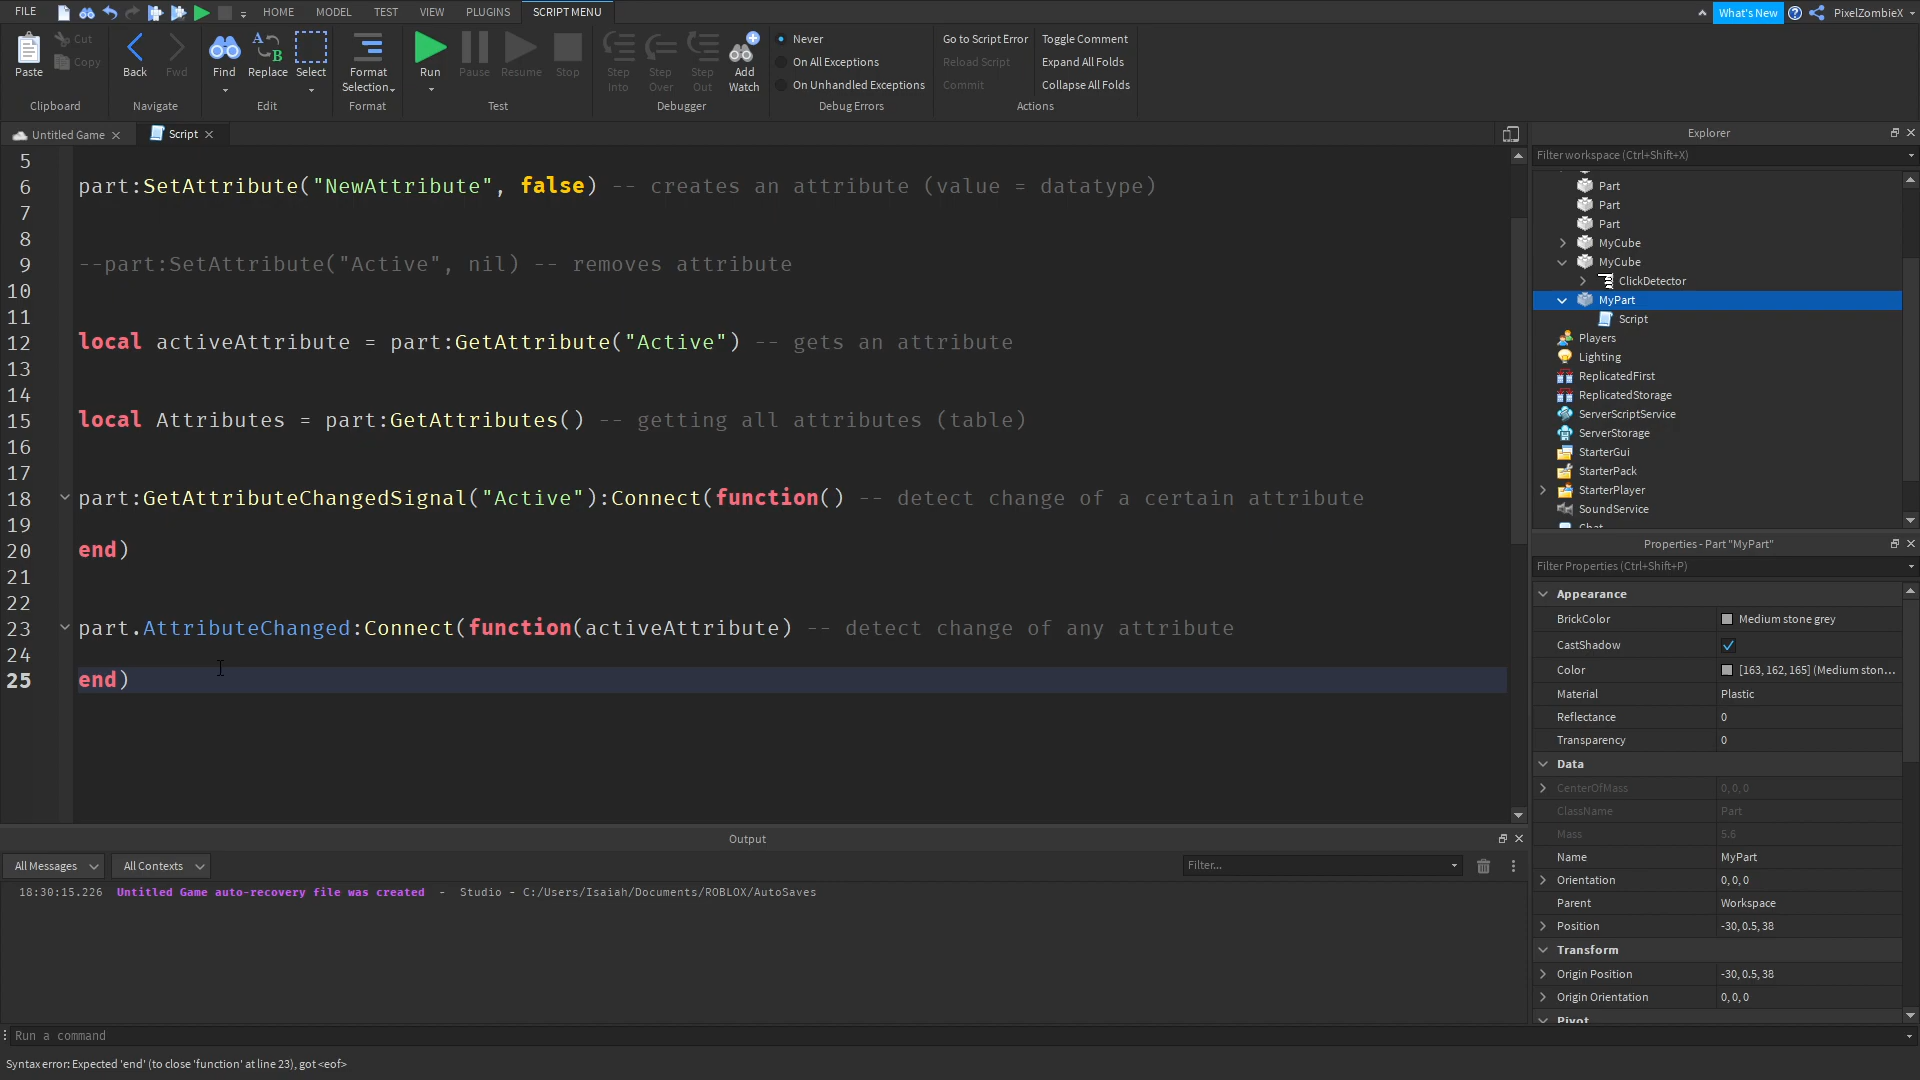 FILE HOME MODEL TEST VIEW PLUGINS SCRIPT MENU What's New PixelZombieX
Paste Cut Copy Back Fwd Find Replace Select Format Selection Run Pause Resume Stop Step Into Step Over Step Out Add Watch
Never
On All Exceptions
On Unhandled Exceptions
Go to Script Error
Reload Script
Commit
Toggle Comment
Expand All Folds
Collapse All Folds
Clipboard Navigate Edit Format Test Debugger Debug Errors Actions
Untitled Game Script
5
6 part:SetAttribute("NewAttribute", false) -- creates an attribute (value = datatype)
7
8
9 --part:SetAttribute("Active", nil) -- removes attribute
10
11
12 local activeAttribute = part:GetAttribute("Active") -- gets an attribute
13
14
15 local Attributes = part:GetAttributes() -- getting all attributes (table)
16
17
18 part:GetAttributeChangedSignal("Active"):Connect(function() -- detect change of a certain attribute
19
20 end)
21
22
23 part.AttributeChanged:Connect(function(activeAttribute) -- detect change of any attribute
24
25 end)
Output
All Messages All Contexts Filter...
18:30:15.226 Untitled Game auto-recovery file was created - Studio - C:/Users/Isaiah/Documents/ROBLOX/AutoSaves
Run a command
Syntax error: Expected 'end' (to close 'function' at line 23), got <eof>
Explorer
Filter workspace (Ctrl+Shift+X)
Part
Part
Part
MyCube
MyCube
ClickDetector
MyPart
Script
Players
Lighting
ReplicatedFirst
ReplicatedStorage
ServerScriptService
ServerStorage
StarterGui
StarterPack
StarterPlayer
SoundService
Chat
Properties - Part "MyPart"
Filter Properties (Ctrl+Shift+P)
Appearance
BrickColor Medium stone grey
CastShadow
Color [163, 162, 165] (Medium ston...
Material Plastic
Reflectance 0
Transparency 0
Data
CenterOfMass 0, 0, 0
ClassName Part
Mass 5.6
Name MyPart
Orientation 0, 0, 0
Parent Workspace
Position -30, 0.5, 38
Transform
Origin Position -30, 0.5, 38
Origin Orientation 0, 0, 0
Pivot